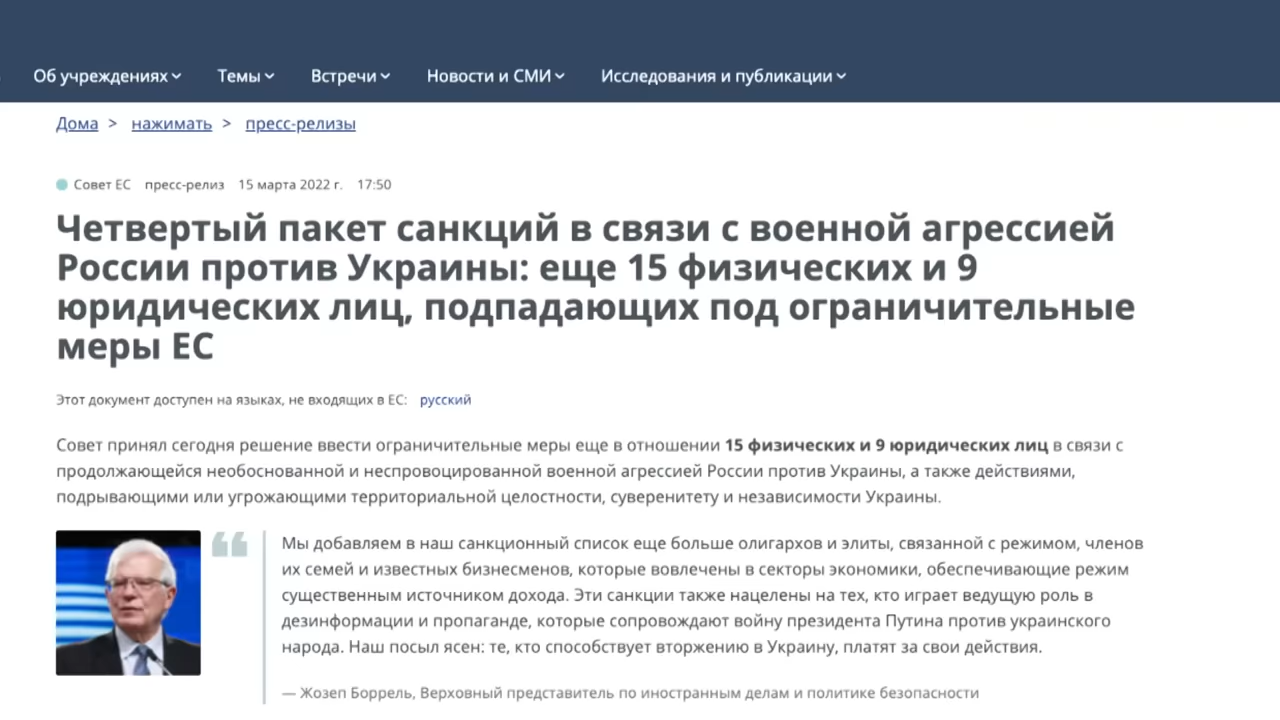 Об учреждениях Темы Встречи Новости и СМИ Исследования и публикации
Дома > нажимать > пресс-релизы
Совет ЕС пресс-релиз 15 марта 2022 г. 17:50
Четвертый пакет санкций в связи с военной агрессией
России против Украины: еще 15 физических и 9
юридических лиц, подпадающих под ограничительные
меры ЕС
Этот документ доступен на языках, не входящих в ЕС: русский
Совет принял сегодня решение ввести ограничительные меры еще в отношении 15 физических и 9 юридических лиц в связи с
продолжающейся необоснованной и неспровоцированной военной агрессией России против Украины, а также действиями,
подрывающими или угрожающими территориальной целостности, суверенитету и независимости Украины.
Мы добавляем в наш санкционный список еще больше олигархов и элиты, связанной с режимом, членов
их семей и известных бизнесменов, которые вовлечены в секторы экономики, обеспечивающие режим
существенным источником дохода. Эти санкции также нацелены на тех, кто играет ведущую роль в
дезинформации и пропаганде, которые сопровождают войну президента Путина против украинского
народа. Наш посыл ясен: те, кто способствует вторжению в Украину, платят за свои действия.
— Жозеп Боррель, Верховный представитель по иностранным делам и политике безопасности